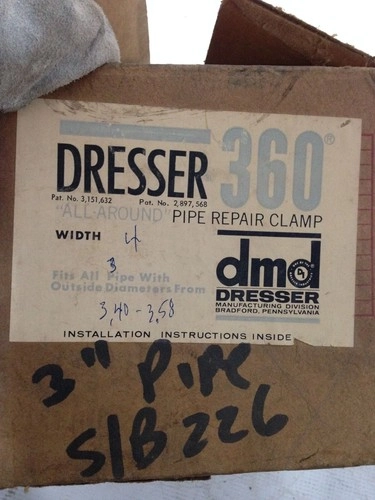 DRESSER 360®
Pat. No. 3,151,632 Pat. No. 2,897,568
"ALL-AROUND" PIPE REPAIR CLAMP
WIDTH 4
3
Fits All Pipe With
Outside Diameters From
3.40 - 3.58
dmd
DRESSER
MANUFACTURING DIVISION
BRADFORD, PENNSYLVANIA
INSTALLATION INSTRUCTIONS INSIDE
3" PIPE
S/B 226